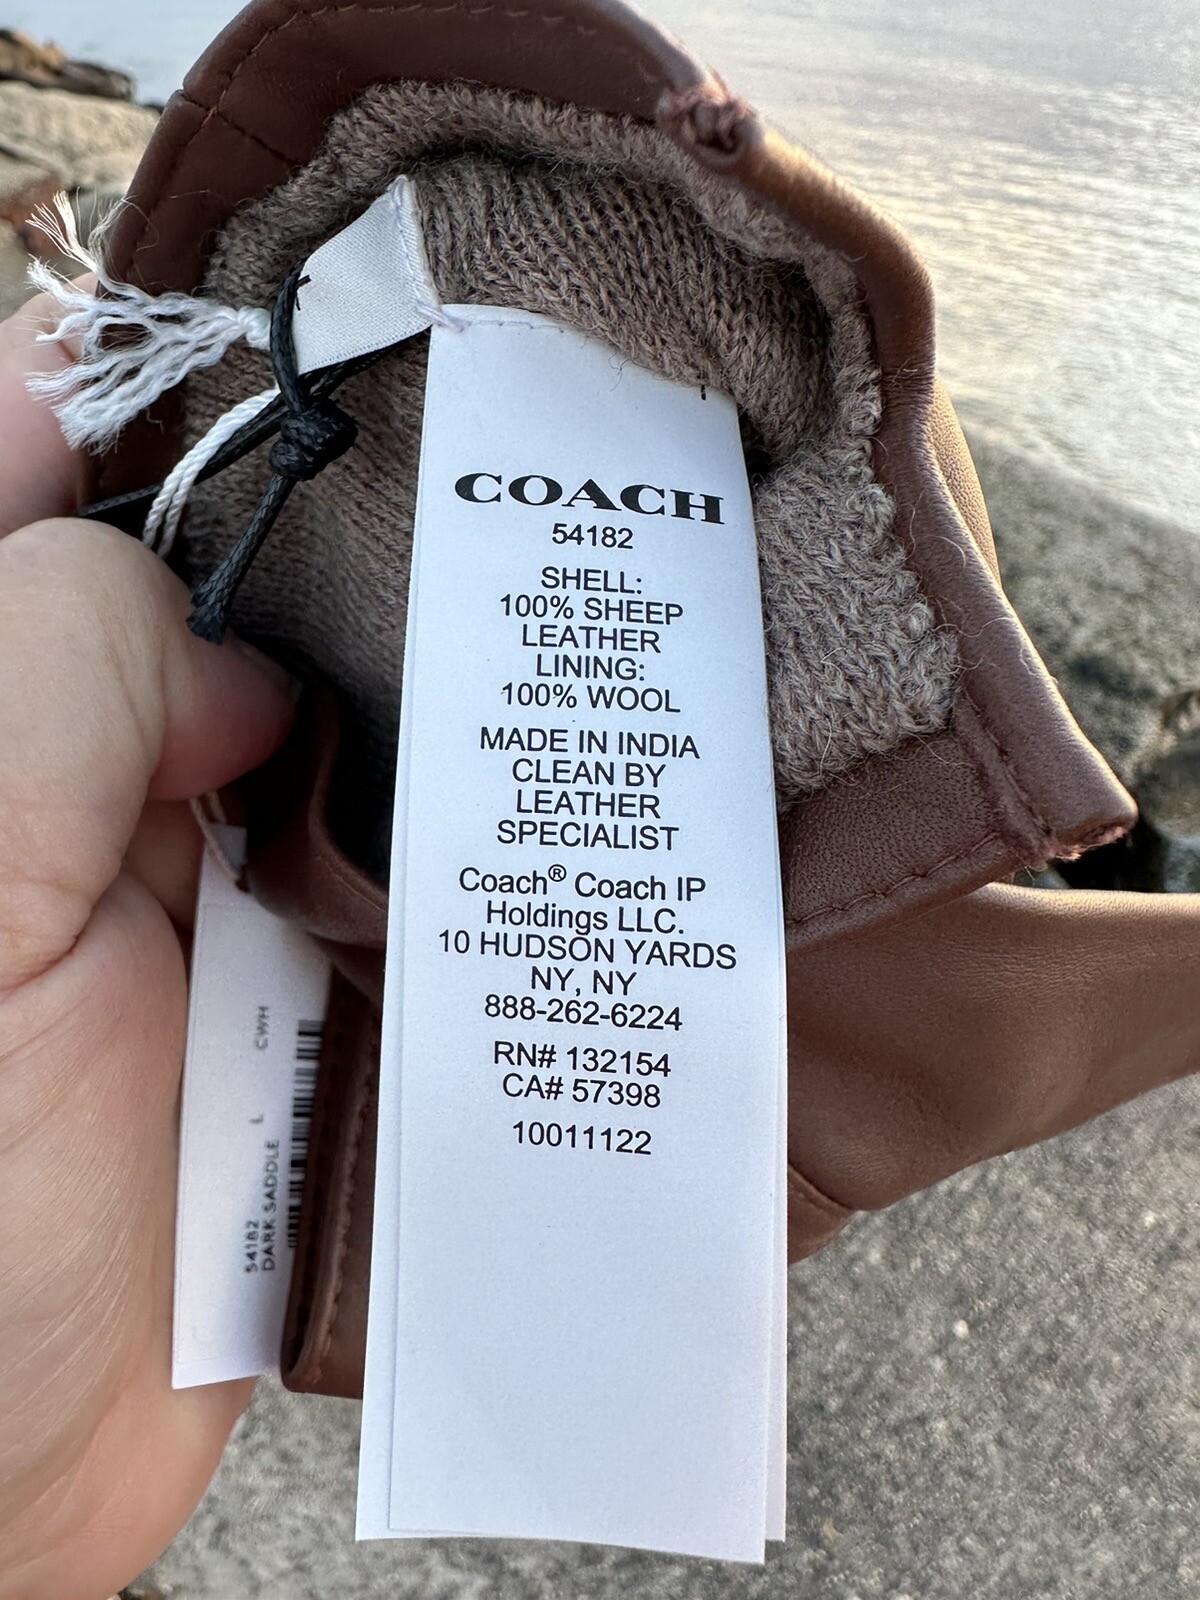 COACH
54182
SHELL:
100% SHEEP
LEATHER
LINING:
100% WOOL
MADE IN INDIA
CLEAN BY
LEATHER
SPECIALIST
Coach® Coach IP
Holdings LLC.
10 HUDSON YARDS
NY, NY
888-262-6224
RN# 132154
CA# 57398
10011122
54182 L CWH
DARK SADDLE